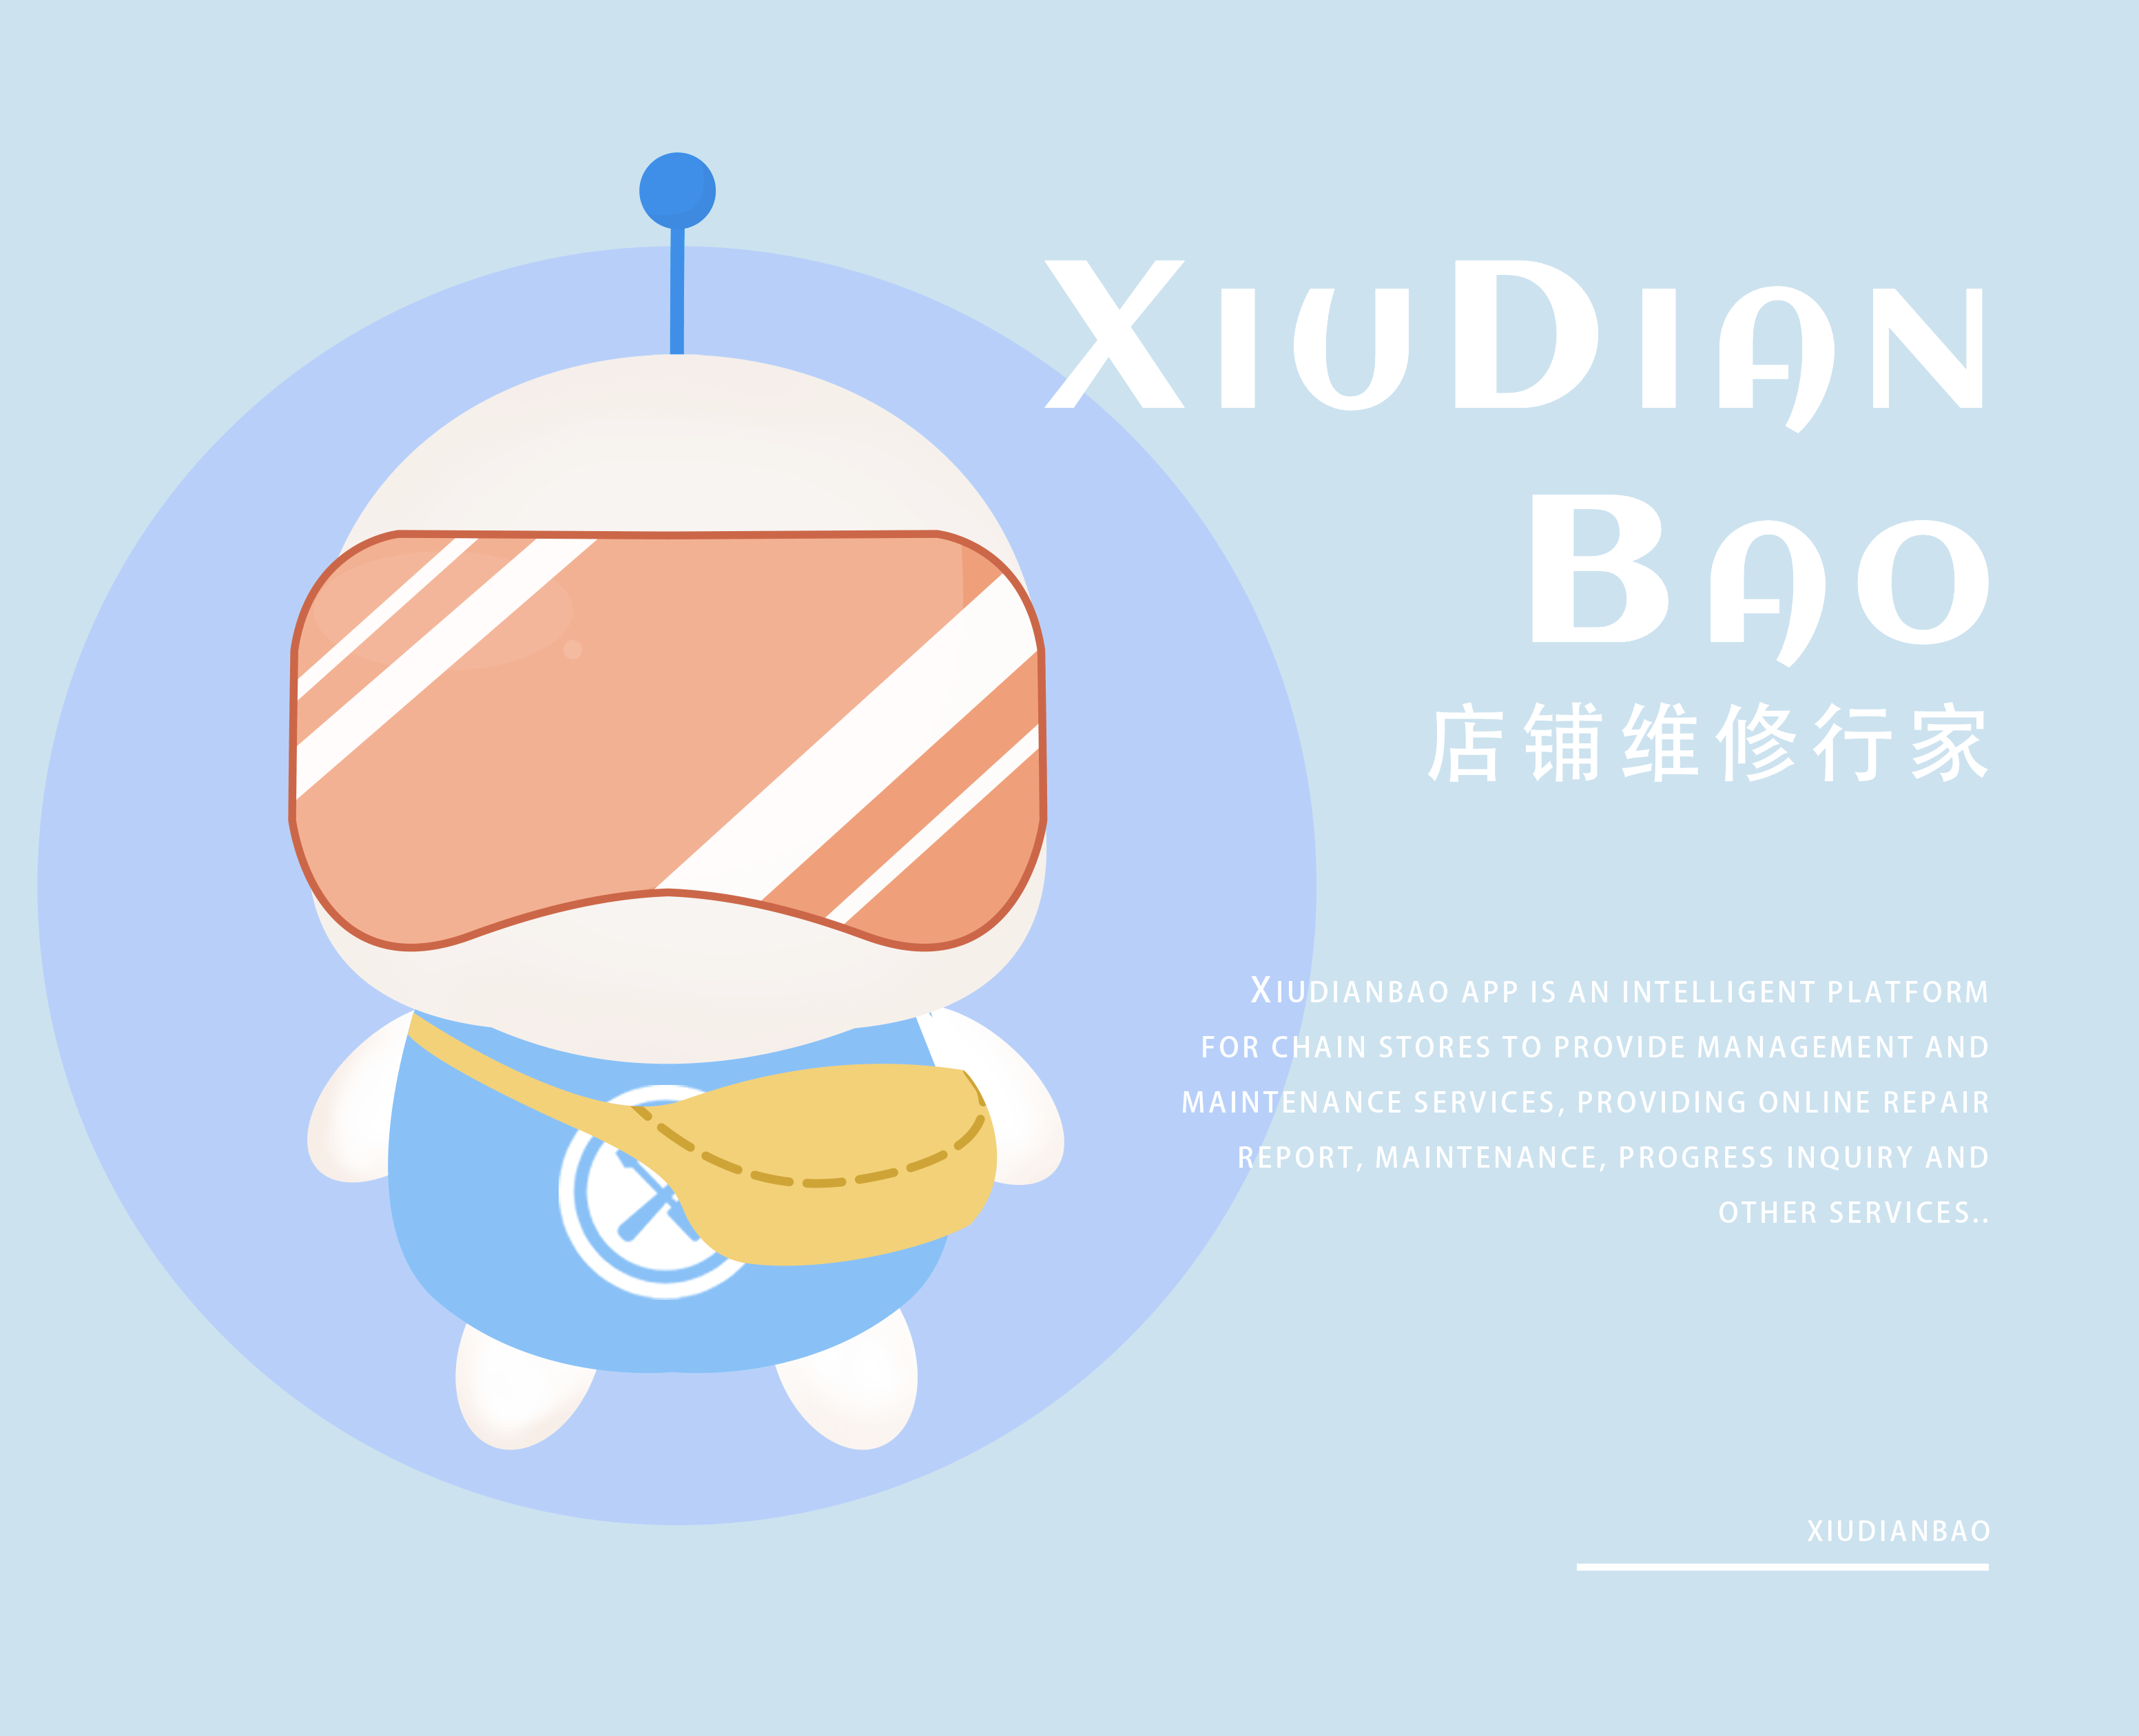 XIUDIAN
BAO
店铺维修行家
XIUDIANBAO APP IS AN INTELLIGENT PLATFORM
FOR CHAIN STORES TO PROVIDE MANAGEMENT AND
MAINTENANCE SERVICES, PROVIDING ONLINE REPAIR
REPORT, MAINTENANCE, PROGRESS INQUIRY AND
OTHER SERVICES..
XIUDIANBAO